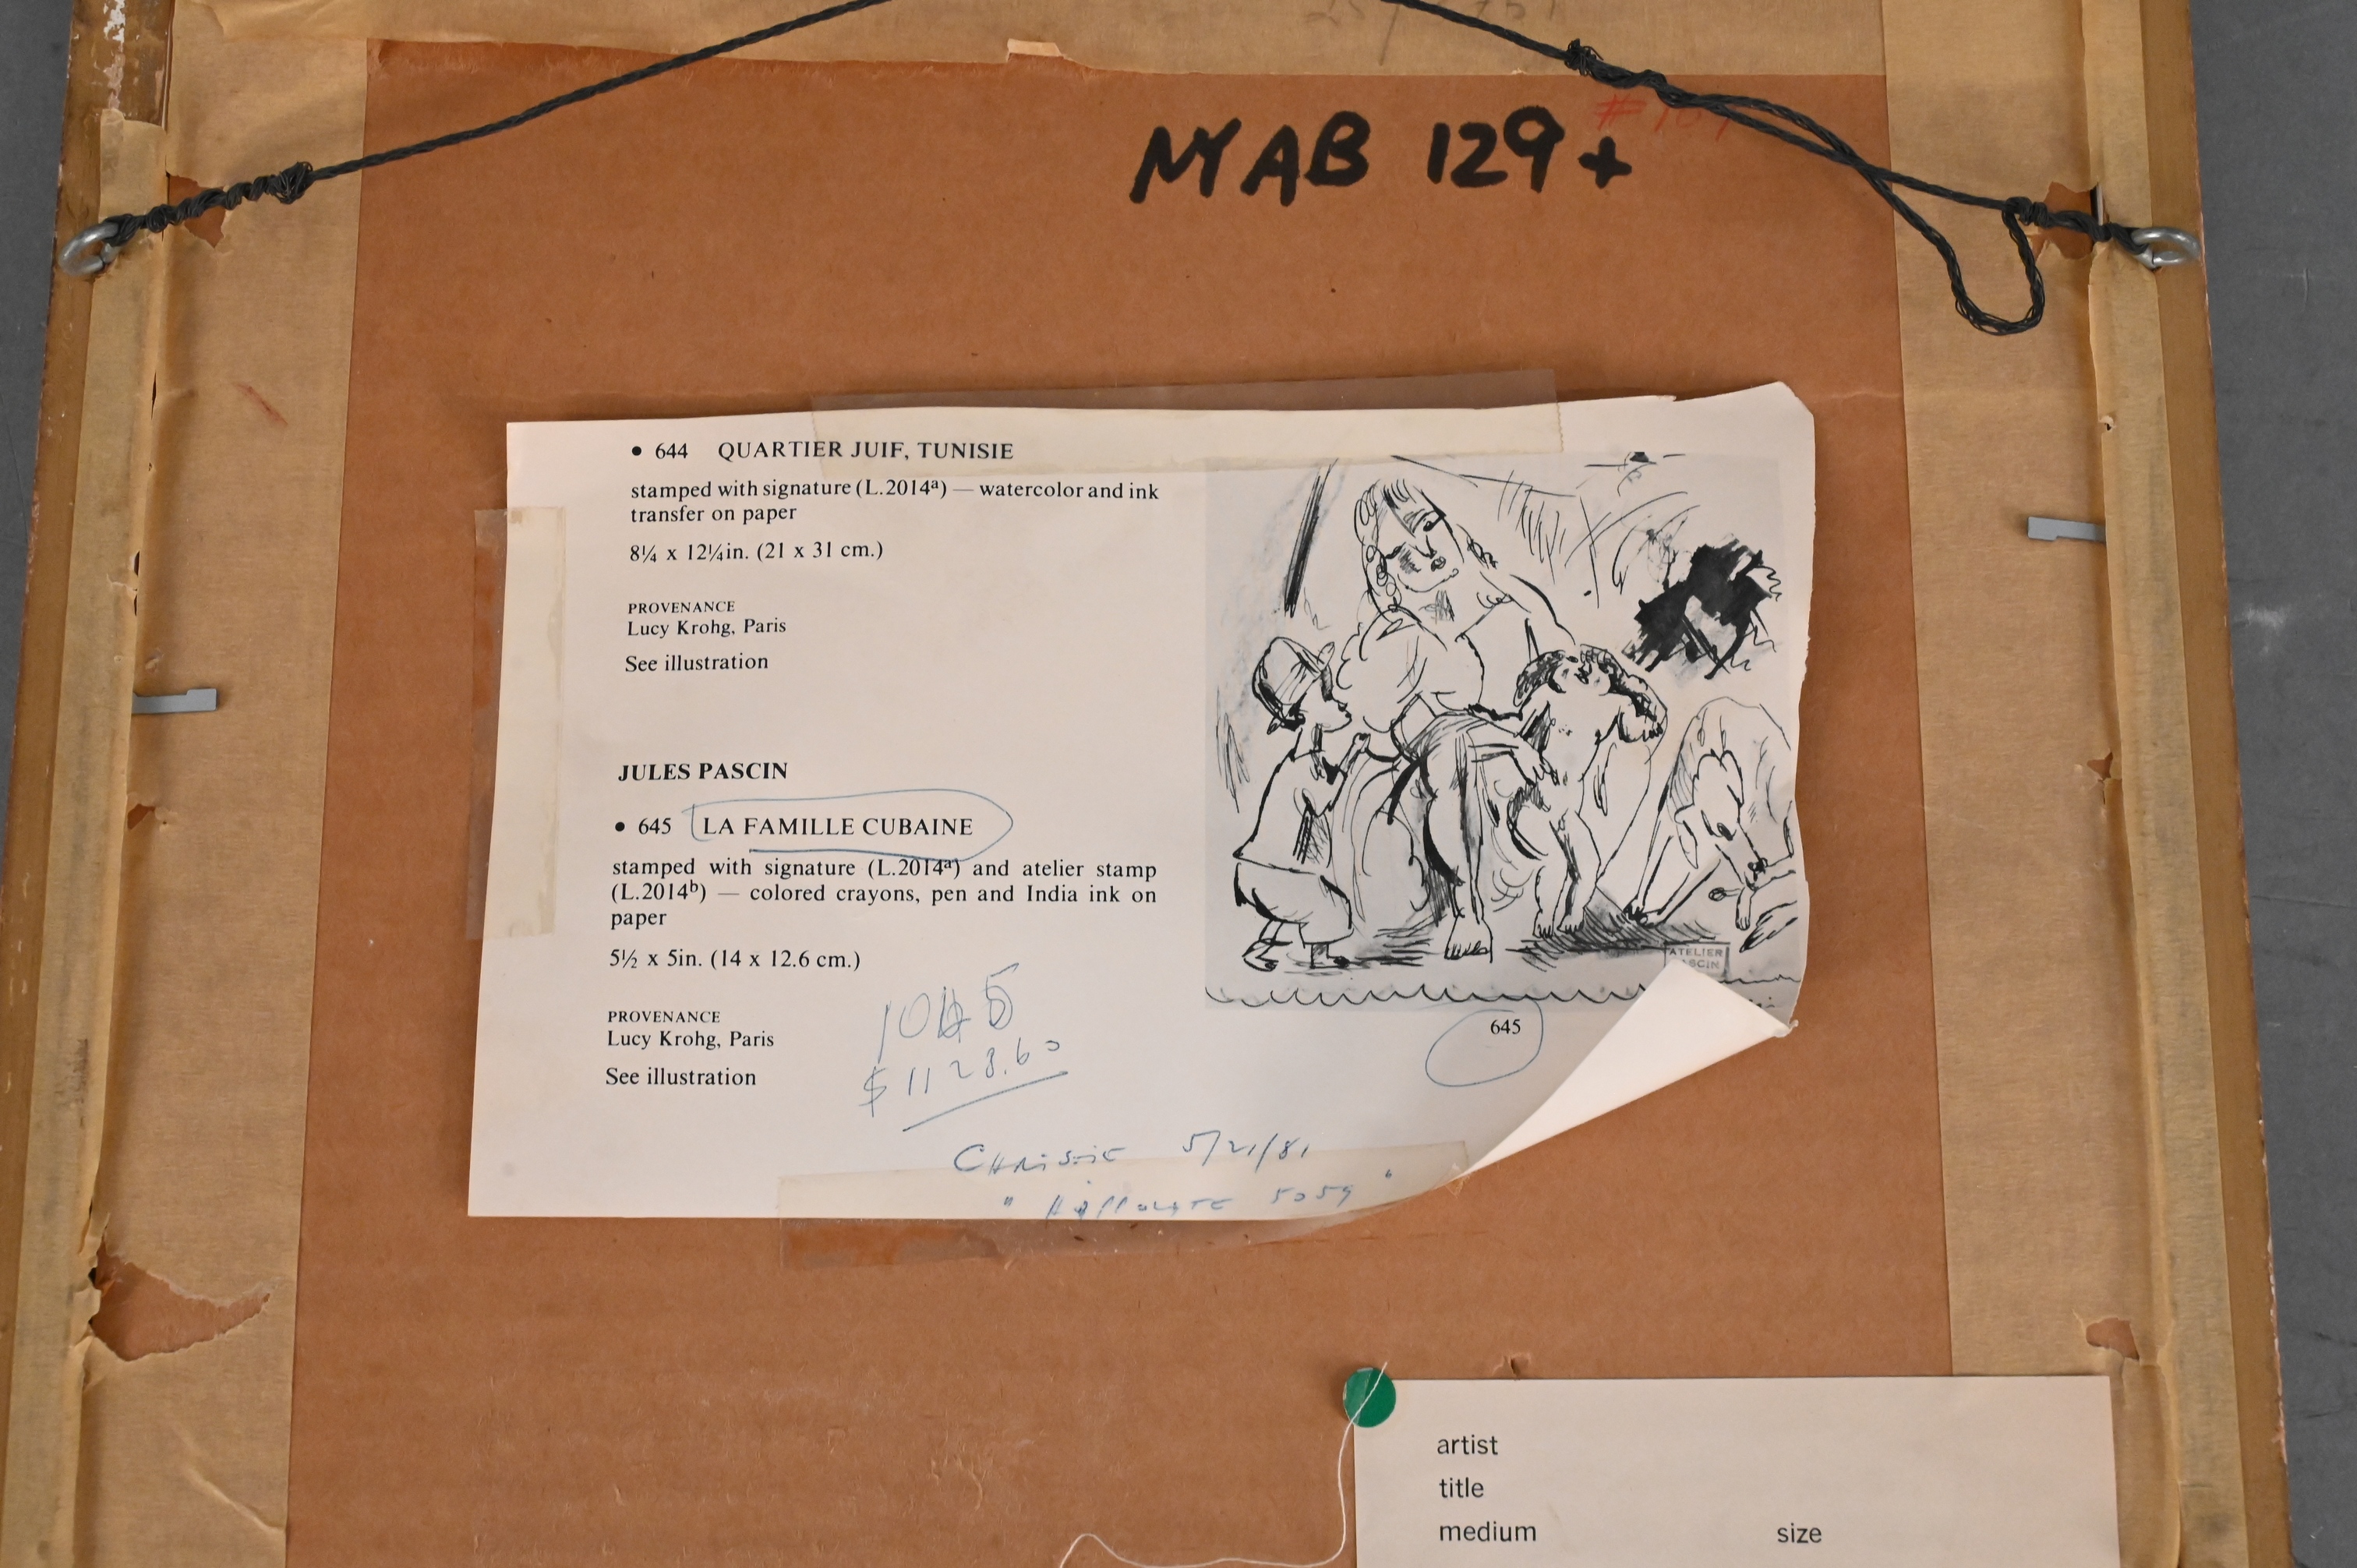 MAB 129+
• 644 QUARTIER JUIF, TUNISIE
stamped with signature (L.2014ᵃ) — watercolor and ink
transfer on paper
8¼ x 12¼in. (21 x 31 cm.)
PROVENANCE
Lucy Krohg, Paris
See illustration
JULES PASCIN
• 645 LA FAMILLE CUBAINE
stamped with signature (L.2014ᵃ) and atelier stamp
(L.2014ᵇ) — colored crayons, pen and India ink on
paper
5½ x 5in. (14 x 12.6 cm.)
PROVENANCE
Lucy Krohg, Paris
See illustration
$1128.60
ATELIER
645
CHRISTIE 5/21/81
" HIPPOLYTE 5059 "
artist
title
medium size